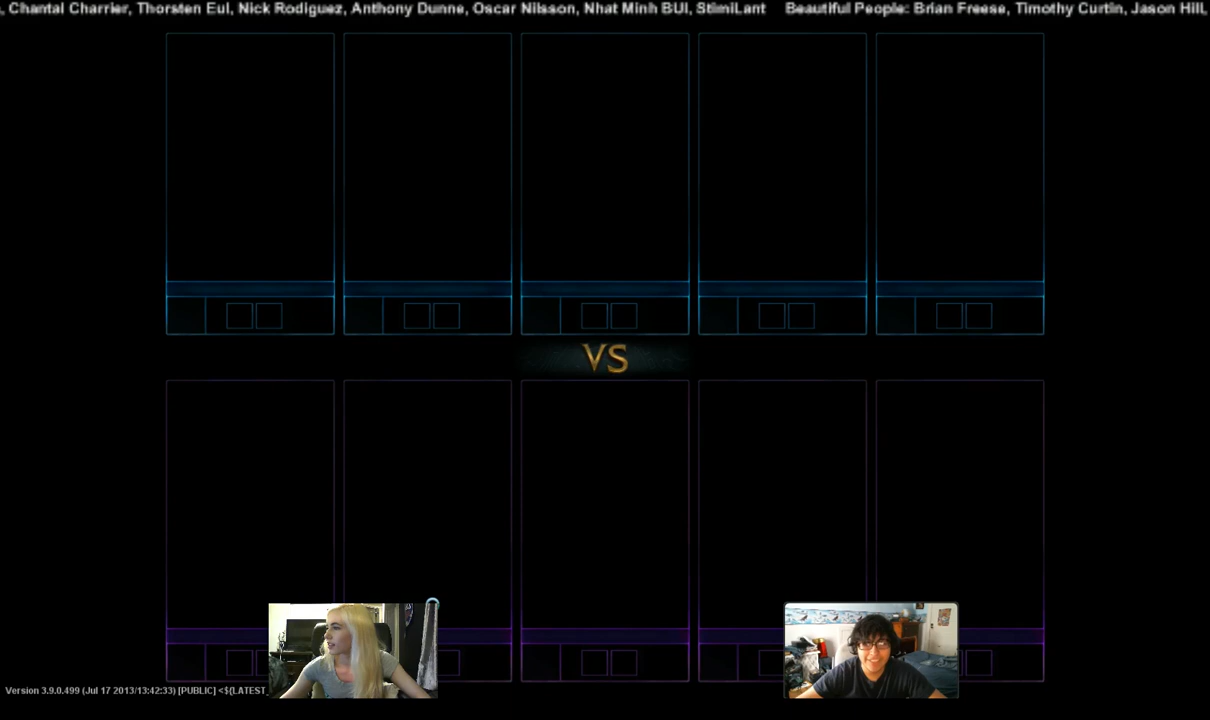 , Chantal Charrier, Thorsten Eul, Nick Rodiguez, Anthony Dunne, Oscar Nilsson, Nhat Minh BUI, StimiLant Beautiful People: Brian Freese, Timothy Curtin, Jason Hill,
VS
Version 3.9.0.499 (Jul 17 2013/13:42:33) [PUBLIC] <$(LATEST_